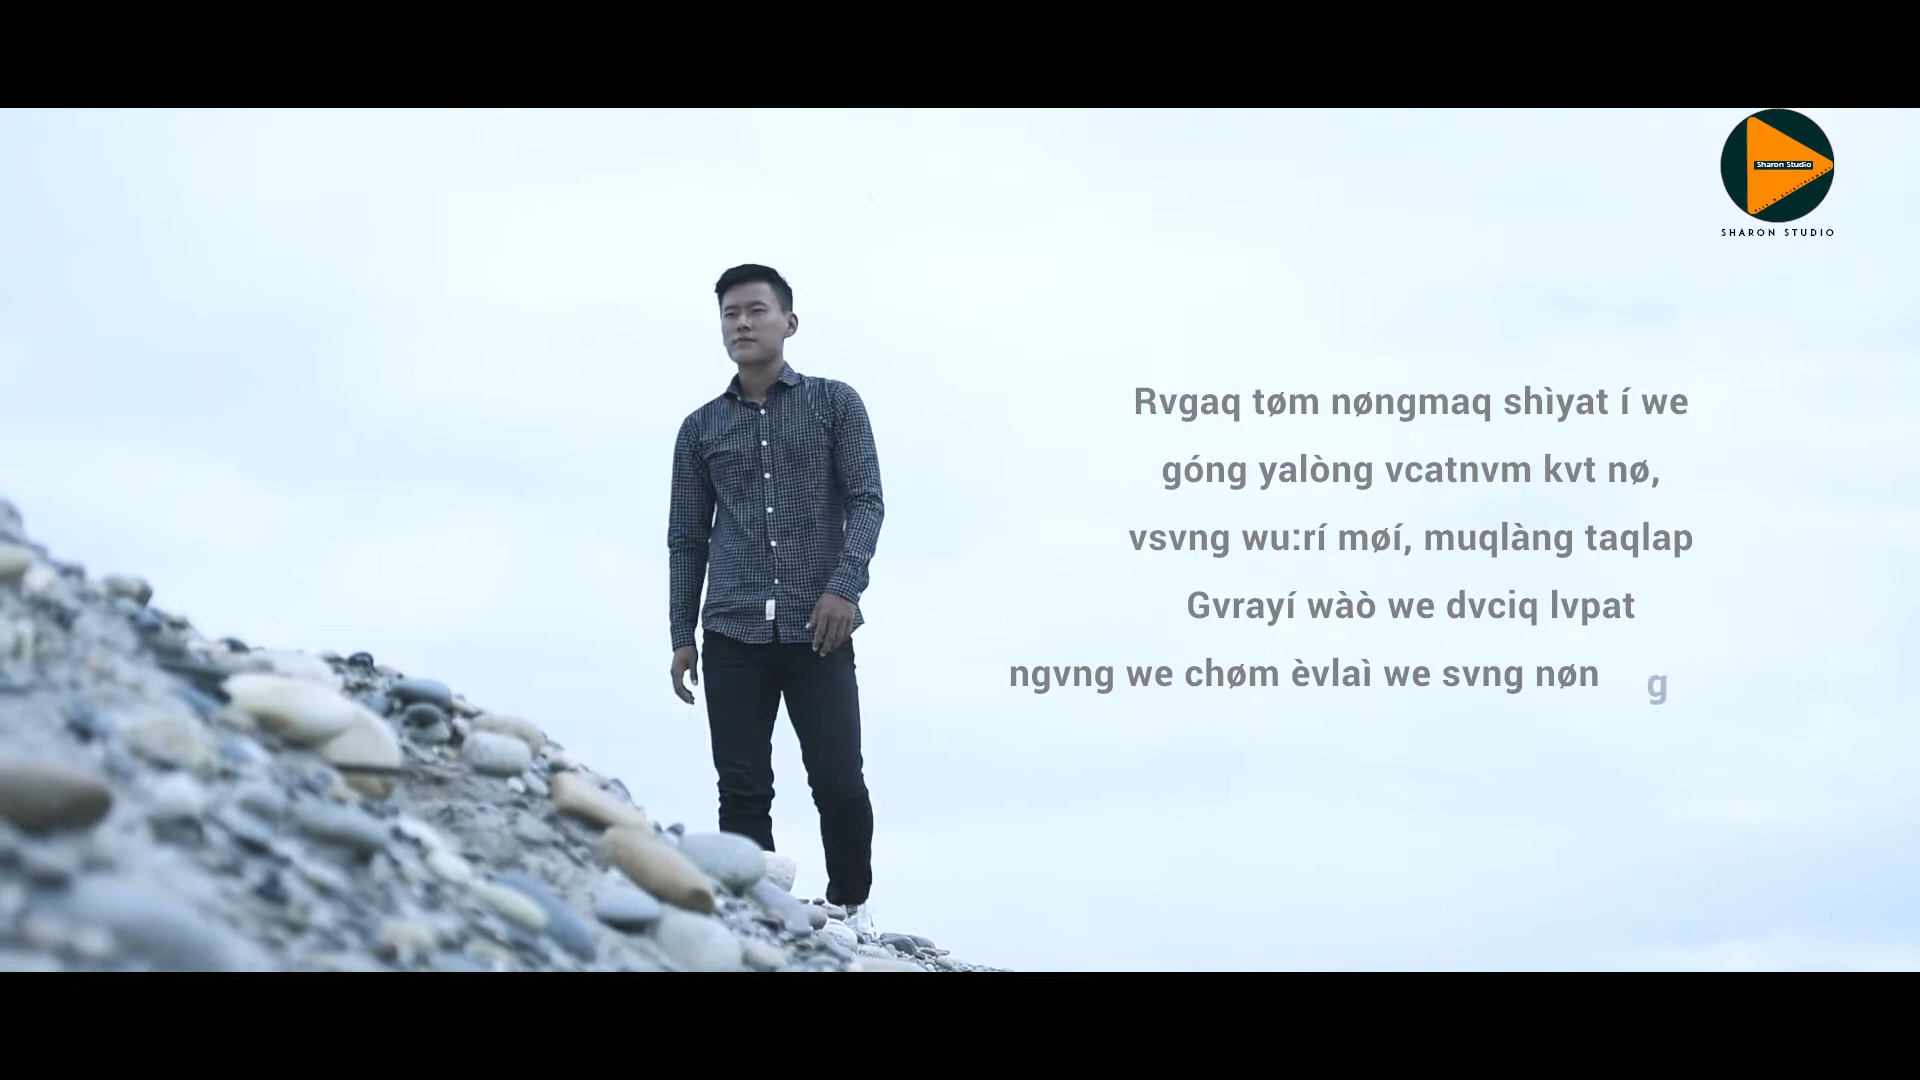 Sharon Studio
SHARON STUDIO
Rvgaq tøm nøngmaq shìyat í we
góng yalòng vcatnvm kvt nø,
vsvng wu:rí møí, muqlàng taqlap
Gvrayí wàò we dvciq lvpat
ngvng we chøm èvlaì we svng nøn g